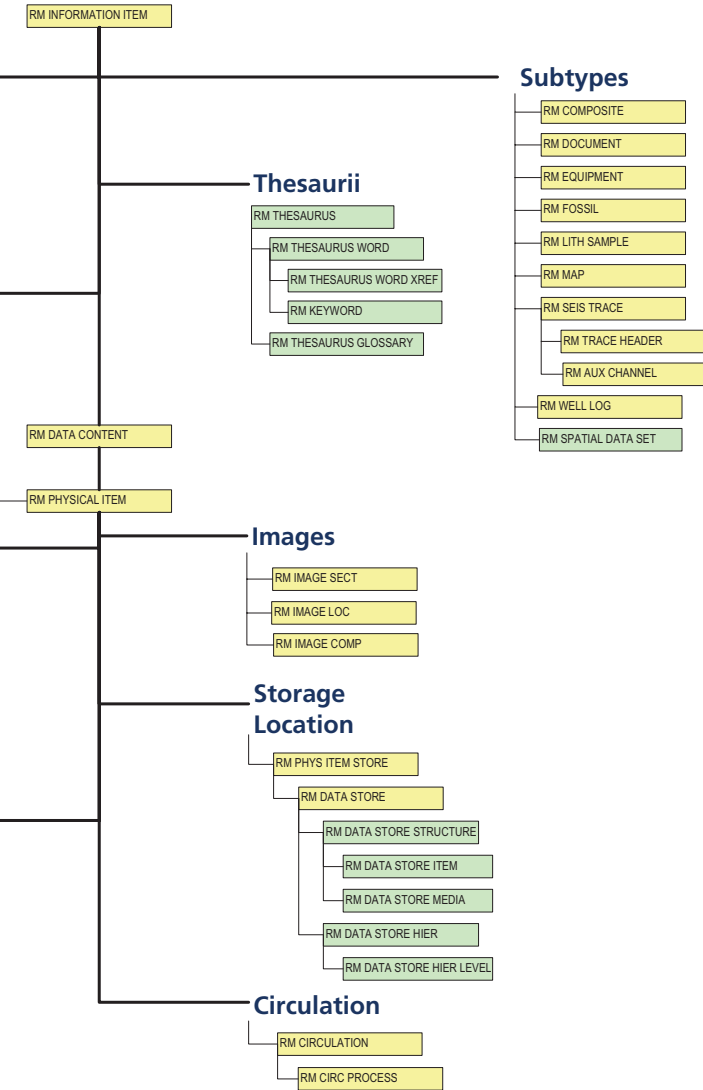 RM INFORMATION ITEM
Subtypes
RM COMPOSITE
RM DOCUMENT
RM EQUIPMENT
RM FOSSIL
RM LITH SAMPLE
RM MAP
RM SEIS TRACE
RM TRACE HEADER
RM AUX CHANNEL
RM WELL LOG
RM SPATIAL DATA SET
Thesaurii
RM THESAURUS
RM THESAURUS WORD
RM THESAURUS WORD XREF
RM KEYWORD
RM THESAURUS GLOSSARY
RM DATA CONTENT
RM PHYSICAL ITEM
Images
RM IMAGE SECT
RM IMAGE LOC
RM IMAGE COMP
Storage
Location
RM PHYS ITEM STORE
RM DATA STORE
RM DATA STORE STRUCTURE
RM DATA STORE ITEM
RM DATA STORE MEDIA
RM DATA STORE HIER
RM DATA STORE HIER LEVEL
Circulation
RM CIRCULATION
RM CIRC PROCESS